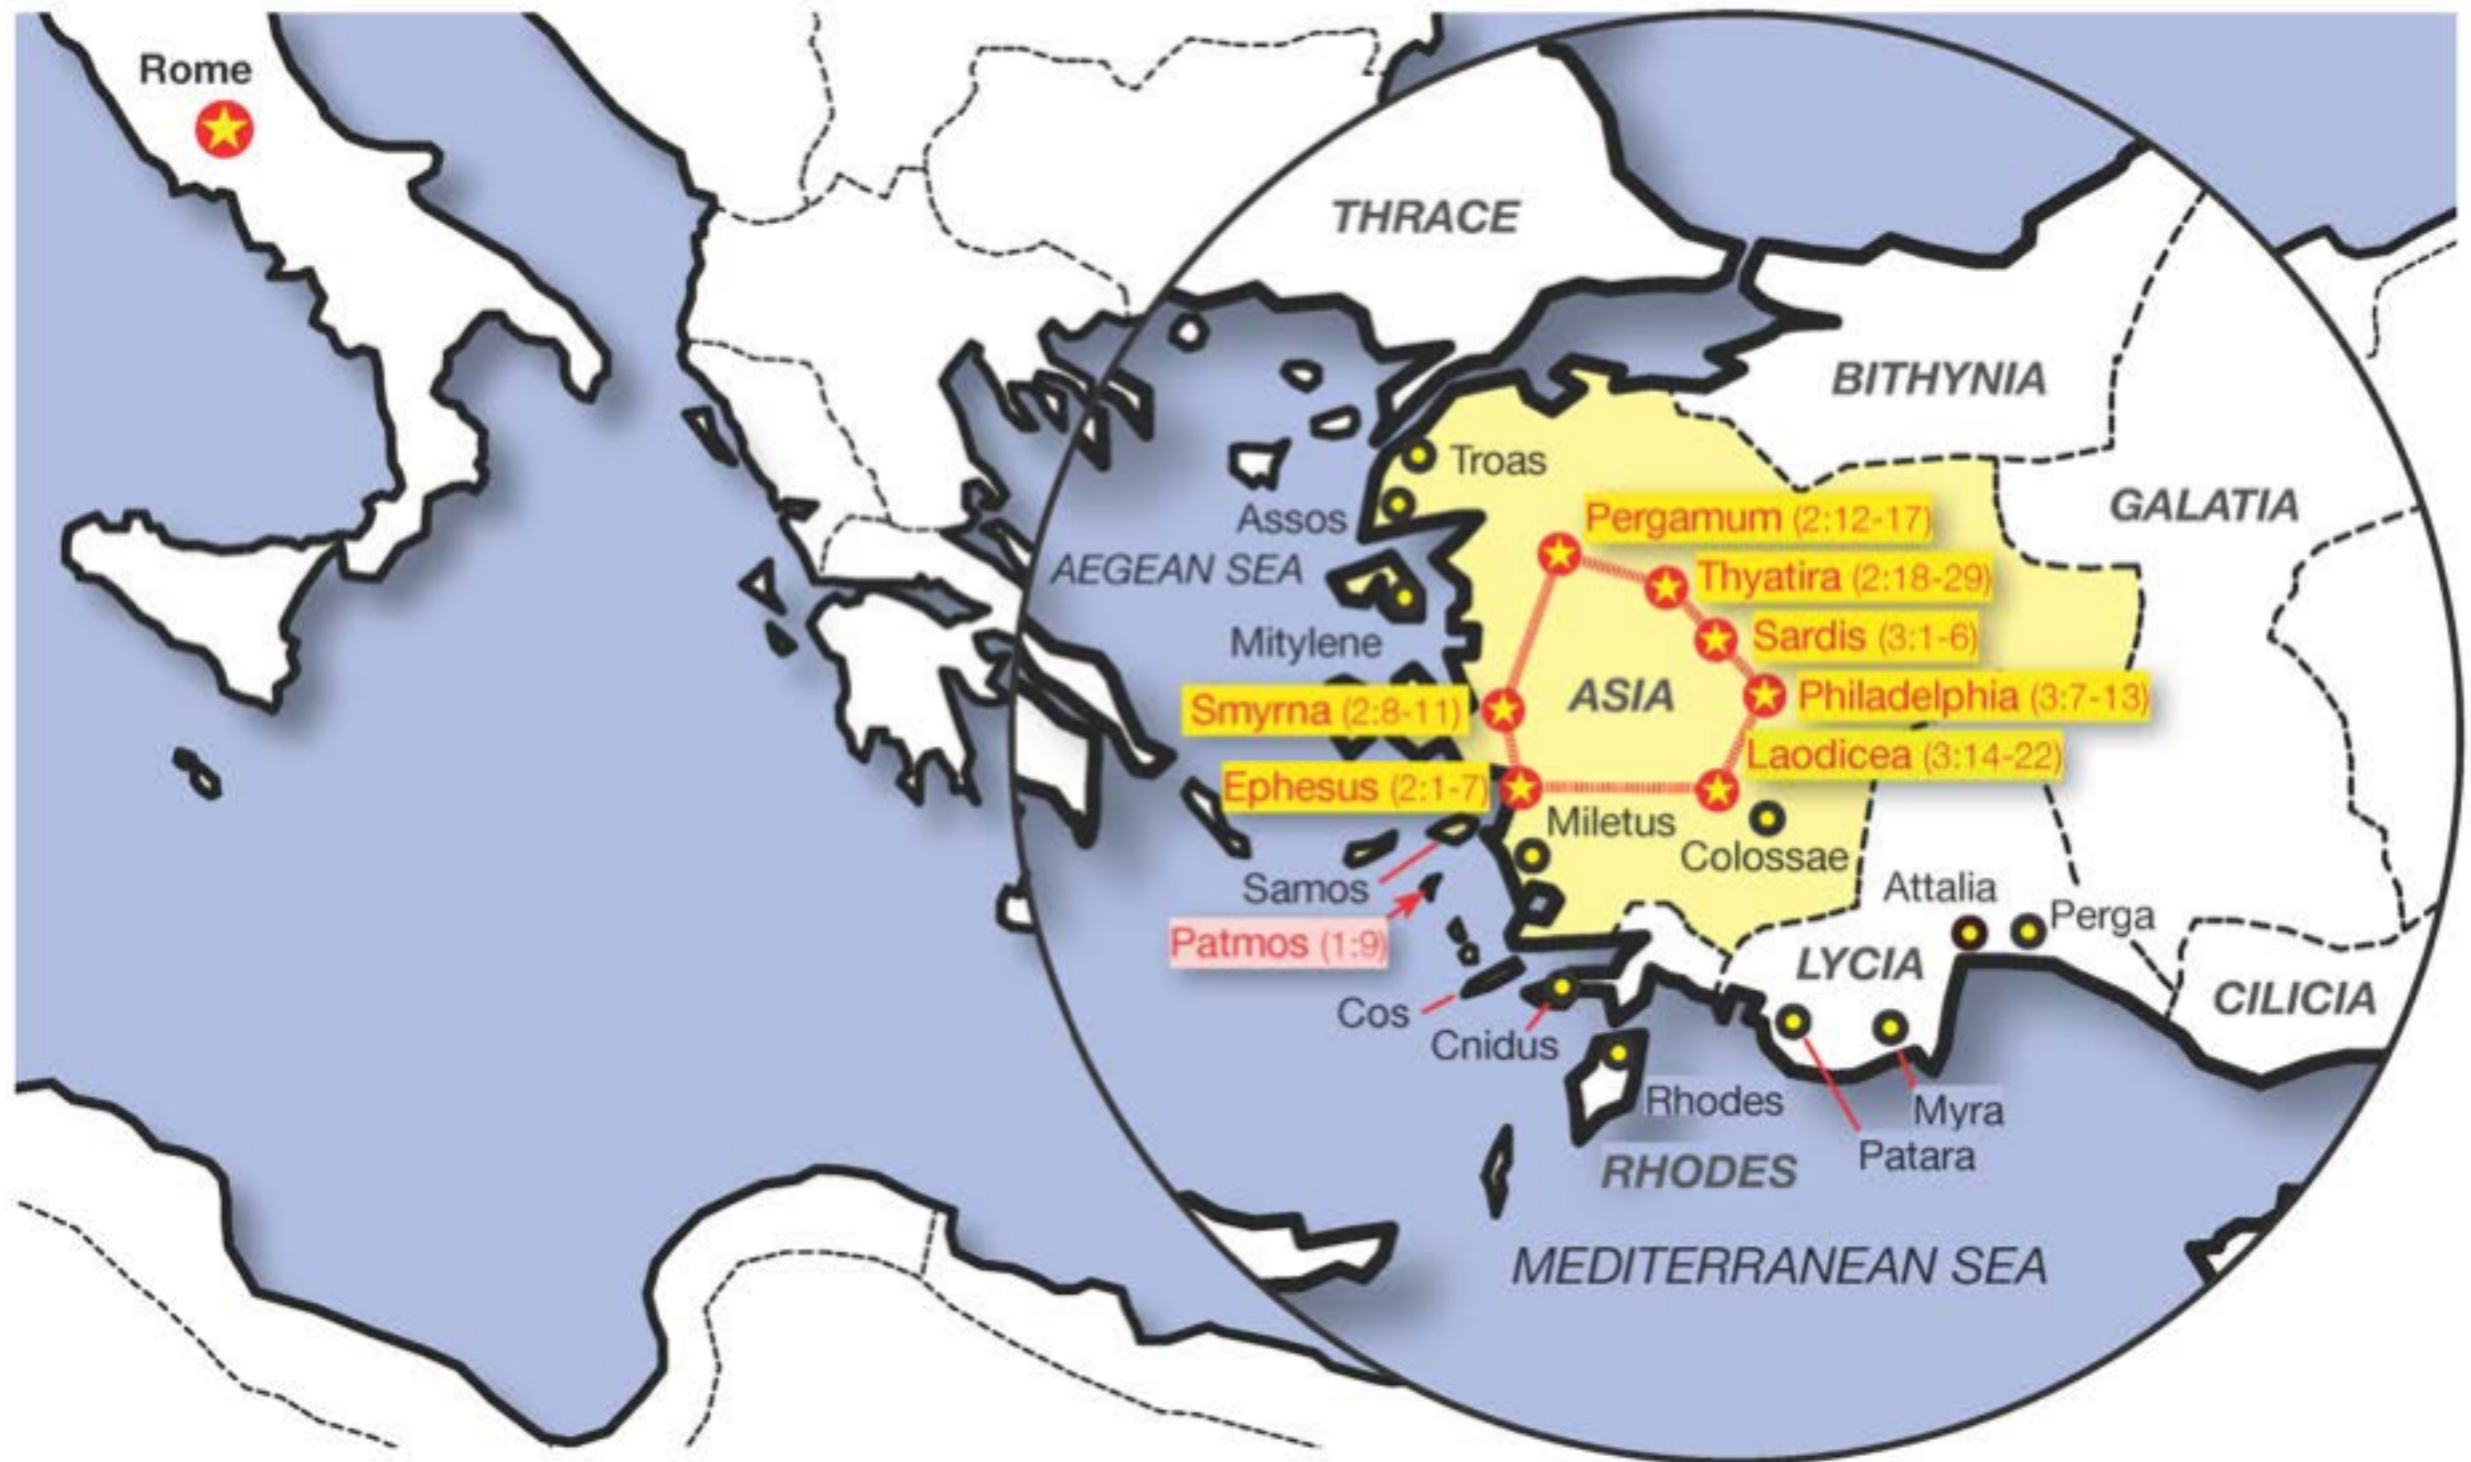 Rome
THRACE
BITHYNIA
Troas
GALATIA
Assos
Pergamum (2:12-17)
AEGEAN SEA
Thyatira (2:18-29)
Mitylene
Sardis (3:1-6)
ASIA
Philadelphia (3:7-13)
Smyrna (2:8-11)
Laodicea (3:14-22)
Ephesus (2:1-7)
Miletus
Colossae
Samos
Attalia
Perga
Patmos (1:9)
LYCIA
CILICIA
Cos
Cnidus
Rhodes
Myra
Patara
RHODES
MEDITERRANEAN SEA